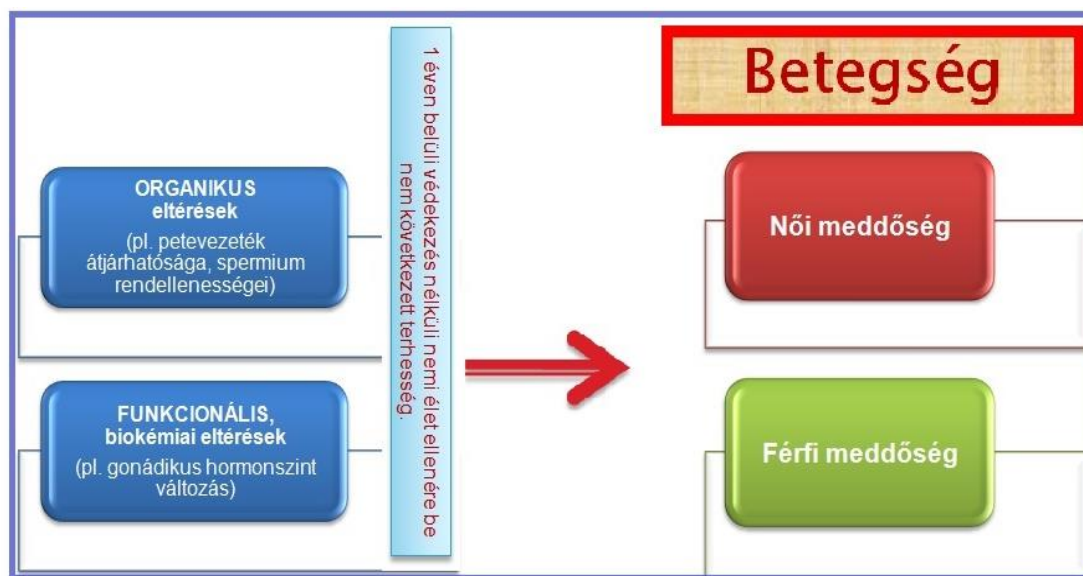 ORGANIKUS
eltérések
(pl. petevezeték
átjárhatósága, spermium
rendellenességei)
FUNKCIONÁLIS,
biokémiai eltérések
(pl. gonádikus hormonszint
változás)
1 éven belüli védekezés nélküli nemi élet ellenére be
nem következett terhesség.
Betegség
Női meddőség
Férfi meddőség